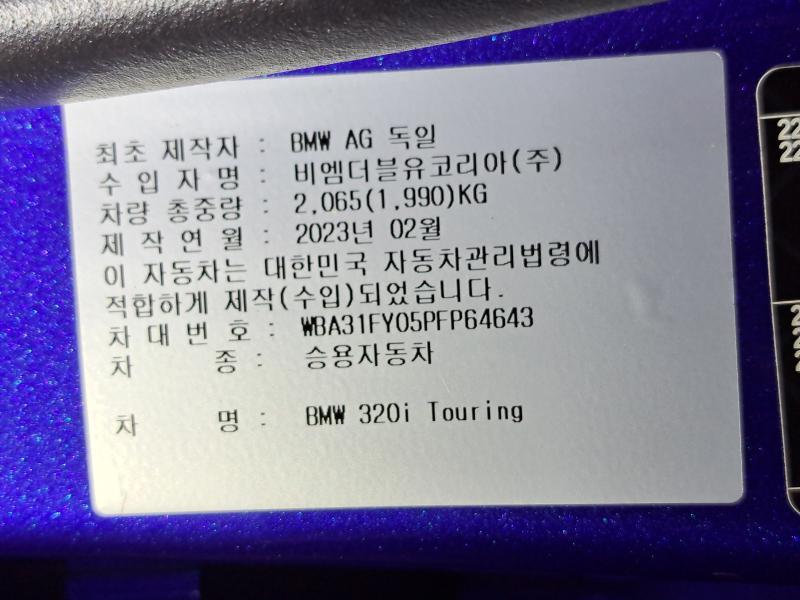 최초 제작자 : BMW AG 독일
수 입 자 명 : 비엠더블유코리아(주)
차량 총중량 : 2,065(1,990)KG
제 작 연 월 : 2023년 02월
이 자동차는 대한민국 자동차관리법령에
적합하게 제작(수입)되었습니다.
차 대 번 호 : WBA31FY05PFP64643
차 종 : 승용자동차
차 명 : BMW 320i Touring